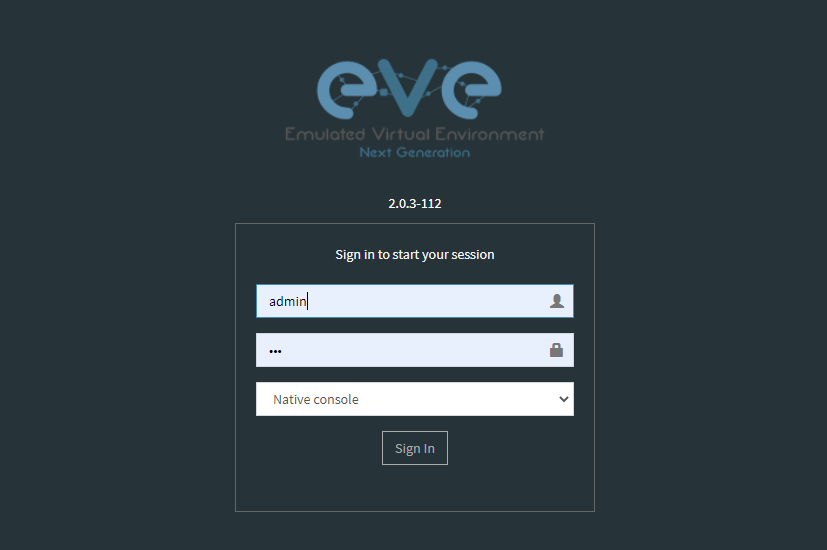 eve
Emulated Virtual Environment
Next Generation
2.0.3-112
Sign in to start your session
admin
•••
Native console
Sign In